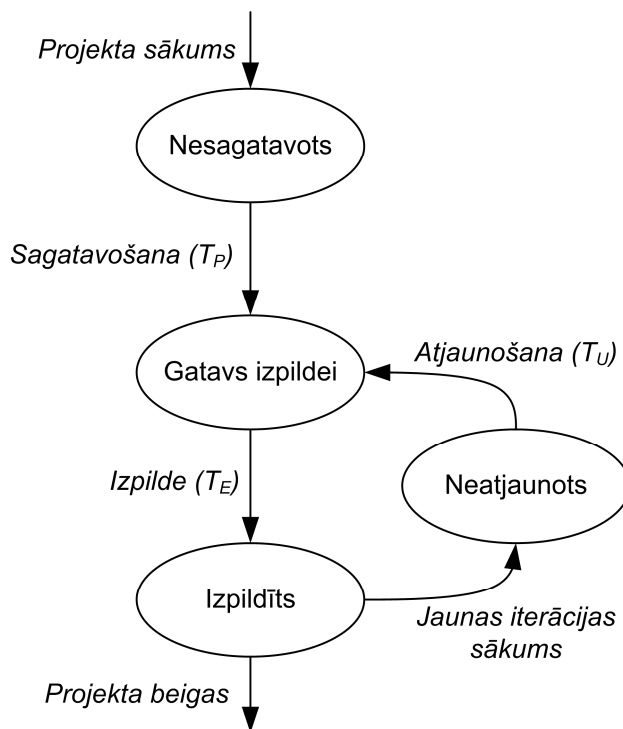 Projekta sākums
Nesagatavots
Sagatavošana (TP)
Gatavs izpildei
Atjaunošana (TU)
Izpilde (TE)
Neatjaunots
Izpildīts
Jaunas iterācijas
sākums
Projekta beigas